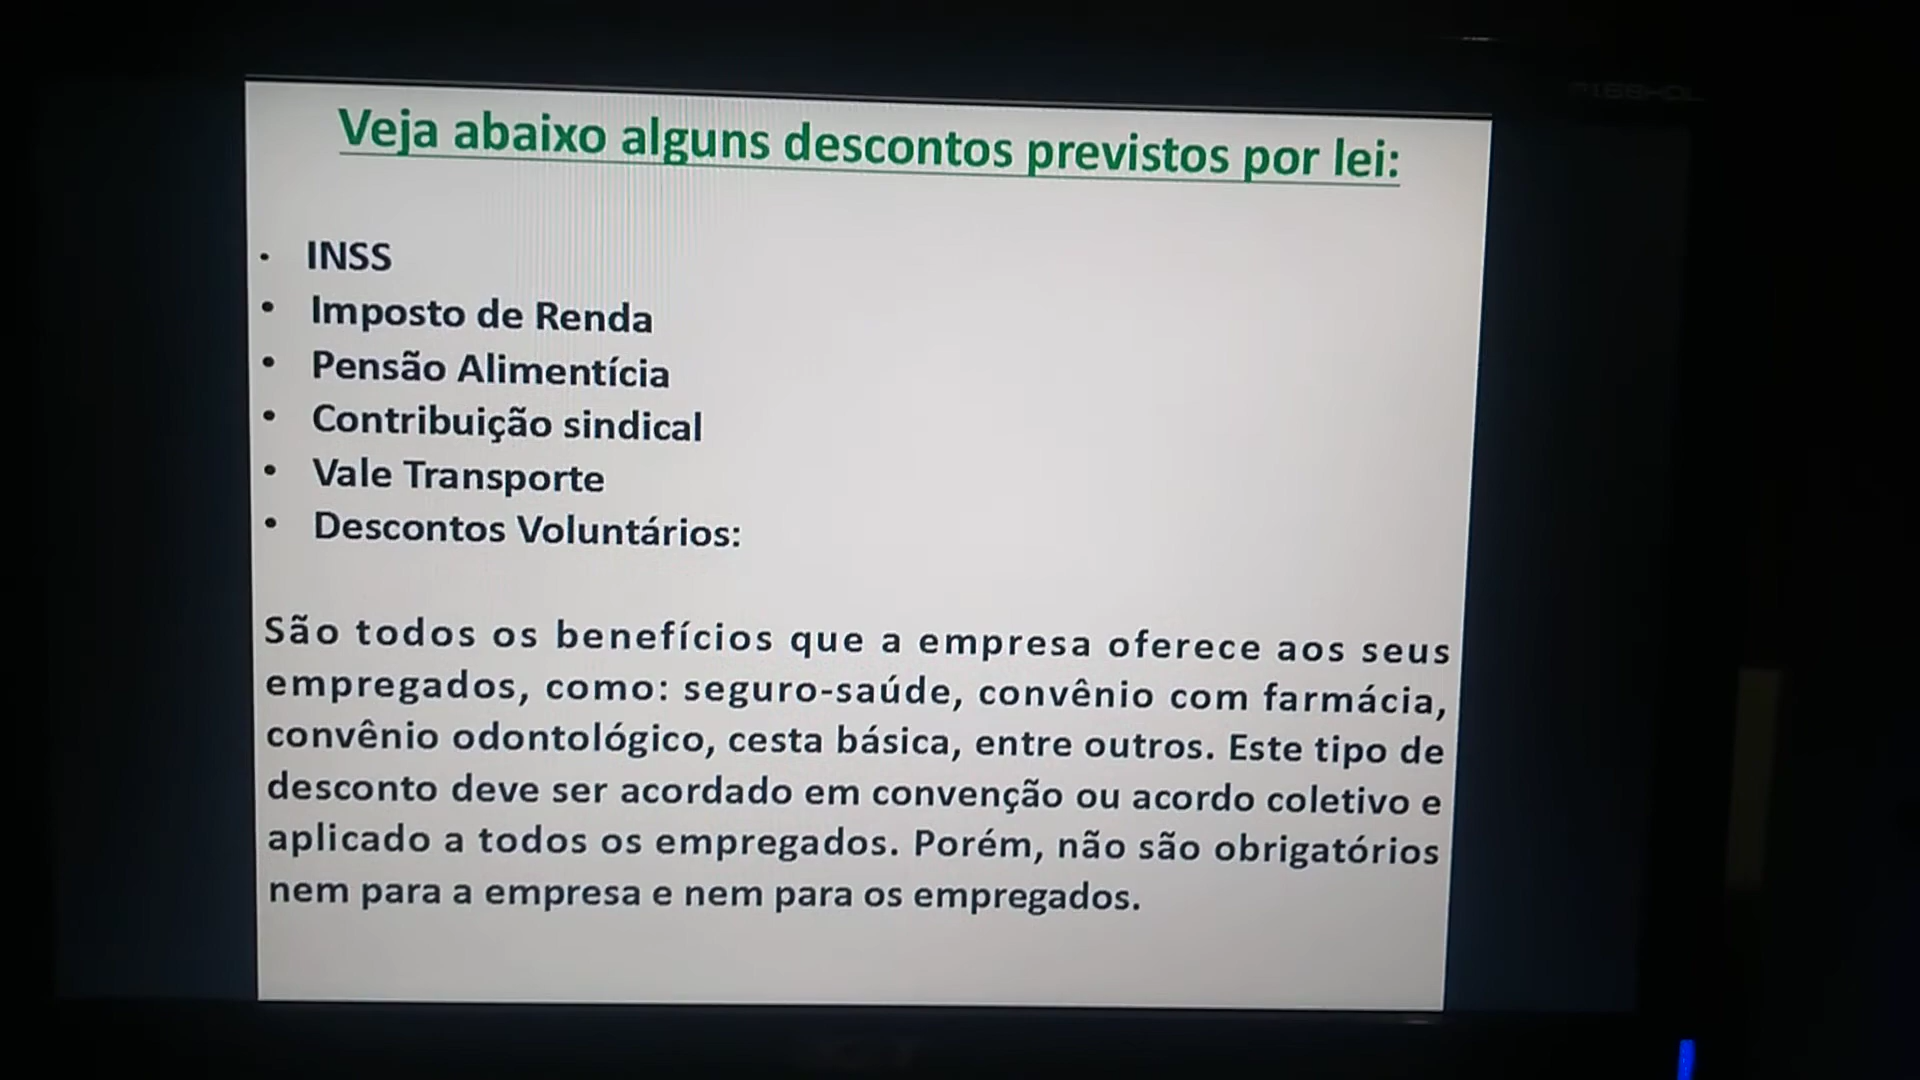 Veja abaixo alguns descontos previstos por lei:
• INSS
• Imposto de Renda
• Pensão Alimentícia
• Contribuição sindical
• Vale Transporte
• Descontos Voluntários:
São todos os benefícios que a empresa oferece aos seus
empregados, como: seguro-saúde, convênio com farmácia,
convênio odontológico, cesta básica, entre outros. Este tipo de
desconto deve ser acordado em convenção ou acordo coletivo e
aplicado a todos os empregados. Porém, não são obrigatórios
nem para a empresa e nem para os empregados.